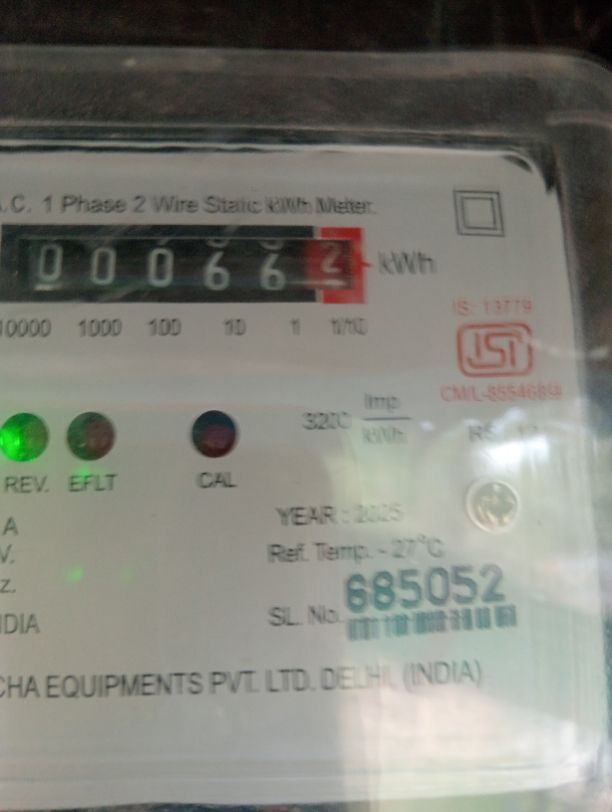 A.C. 1 Phase 2 Wire Static kWh Meter.
000662 kWh
10000 1000 100 10 1 1/10
IS: 13779
ISI
CM/L-
3200 Imp
kWh
REV. EFLT CAL
A
YEAR : 2025
V.
Ref. Temp. - 27°C
z.
685052
SL. No.
DIA
CHA EQUIPMENTS PVT. LTD. DELHI, (INDIA)